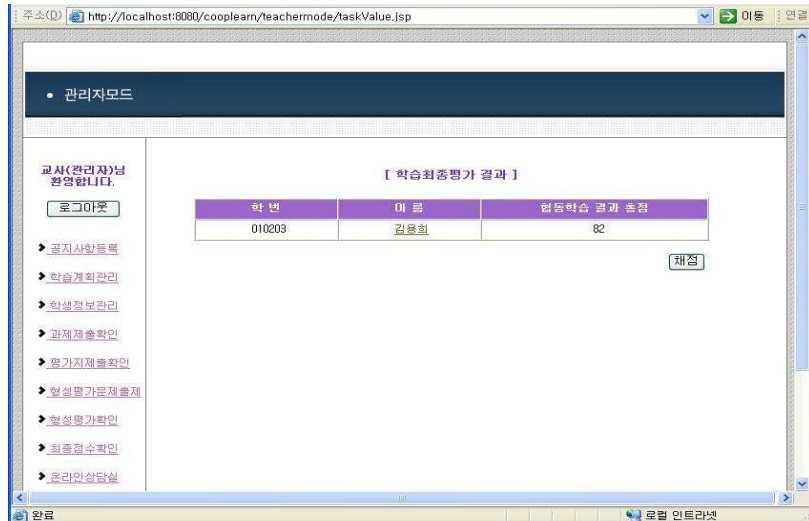 주소(D) http://localhost:8080/cooplearn/teachermode/taskValue.jsp 이동 연결
• 관리자모드
교사(관리자)님
환영합니다.
로그아웃
공지사항등록
학습계획관리
학생정보관리
과제제출확인
평가지제출확인
형성평가문제출제
형성평가확인
최종점수확인
온라인상담실
[ 학습최종평가 결과 ]
학 번 이 름 협동학습 결과 총점
010203 김용희 82
채점
완료 로컬 인트라넷